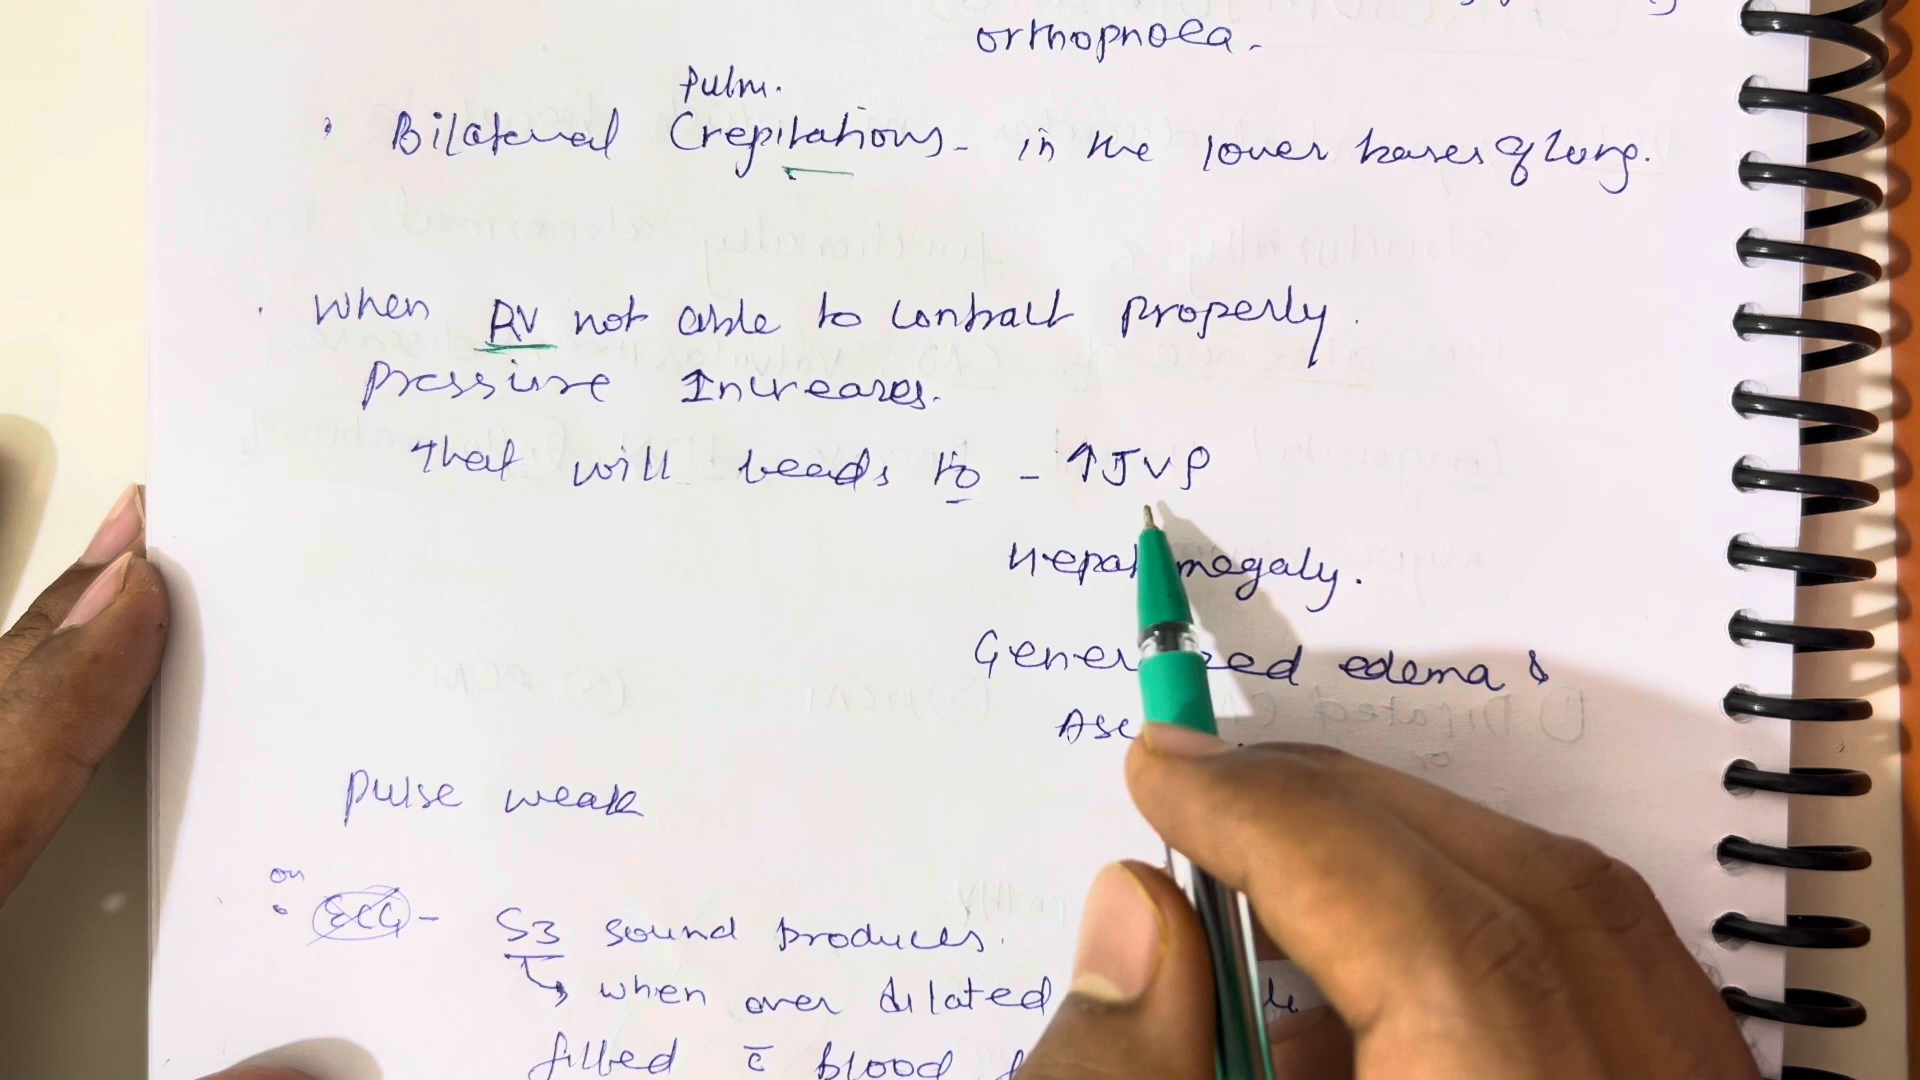 orthopnoea.
Pulm.
• Bilateral Crepitations - in the lower bases of lung.
• When RV not able to contract properly.
Pressure Increases.
That will leads to - ↑JVP
Hepatomegaly.
Generalized edema &
Pulse weak
on
• ECG - S3 sound produces.
↳ when over dilated
filled c̄ blood